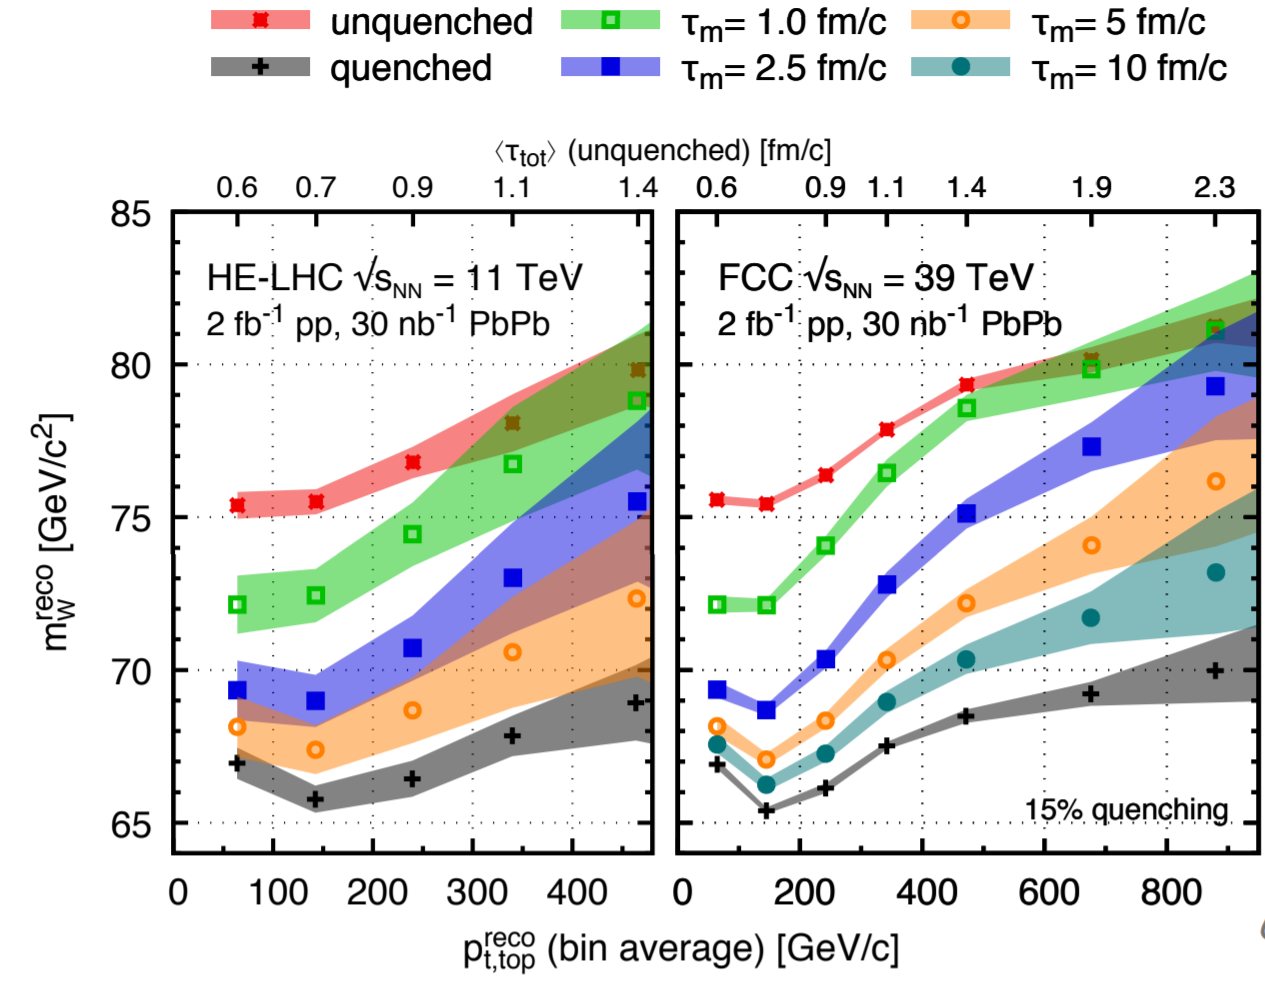 unquenched τm= 1.0 fm/c τm= 5 fm/c
quenched τm= 2.5 fm/c τm= 10 fm/c
⟨τtot⟩ (unquenched) [fm/c]
0.6 0.7 0.9 1.1 1.4 0.6 0.9 1.1 1.4 1.9 2.3
85
HE-LHC √sNN = 11 TeV
2 fb-1 pp, 30 nb-1 PbPb
FCC √sNN = 39 TeV
2 fb-1 pp, 30 nb-1 PbPb
80
75
70
65
mWreco [GeV/c2]
15% quenching
0 100 200 300 400 0 200 400 600 800
pt,topreco (bin average) [GeV/c]